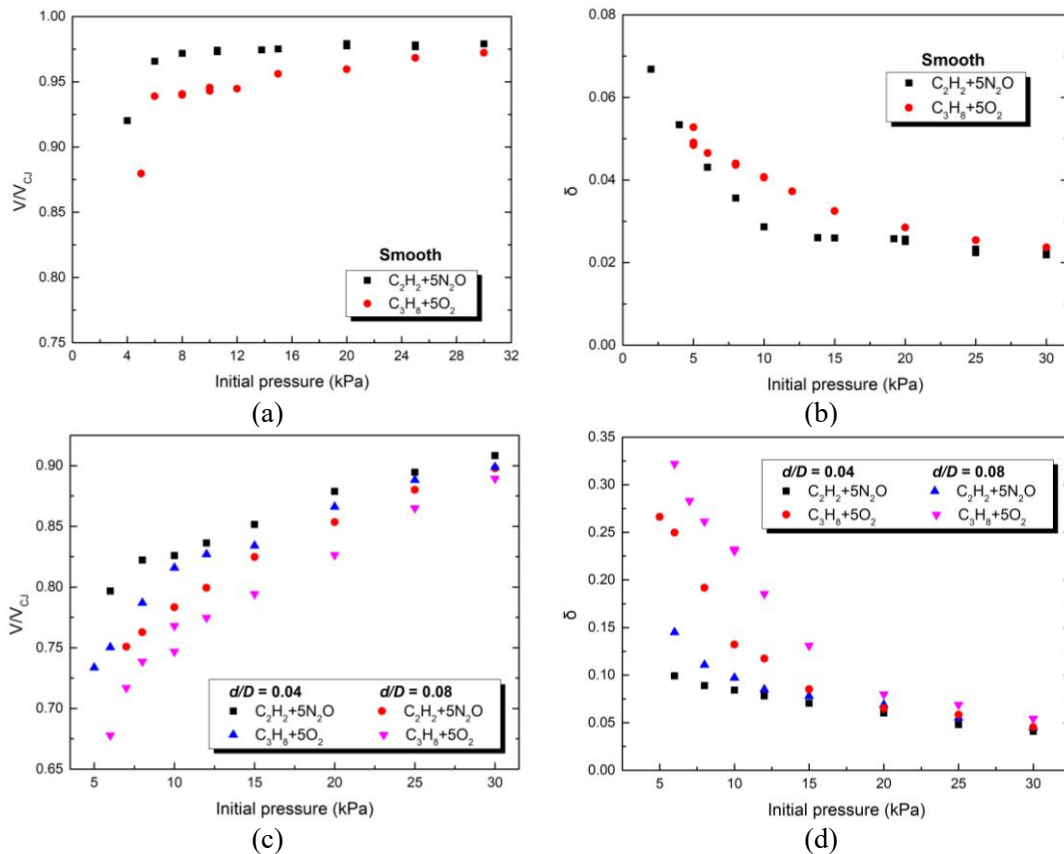 1.00
0.95
0.90
0.85
0.80
0.75
V/V_CJ
Smooth
C₂H₂+5N₂O
C₃H₈+5O₂
0 4 8 12 16 20 24 28 32
Initial pressure (kPa)
(a)
0.08
0.06
0.04
0.02
0.00
δ
Smooth
C₂H₂+5N₂O
C₃H₈+5O₂
0 5 10 15 20 25 30
Initial pressure (kPa)
(b)
0.90
0.85
0.80
0.75
0.70
0.65
V/V_CJ
d/D = 0.04 d/D = 0.08
C₂H₂+5N₂O C₂H₂+5N₂O
C₃H₈+5O₂ C₃H₈+5O₂
5 10 15 20 25 30
Initial pressure (kPa)
(c)
0.35
0.30
0.25
0.20
0.15
0.10
0.05
0.00
δ
d/D = 0.04 d/D = 0.08
C₂H₂+5N₂O C₂H₂+5N₂O
C₃H₈+5O₂ C₃H₈+5O₂
0 5 10 15 20 25 30
Initial pressure (kPa)
(d)